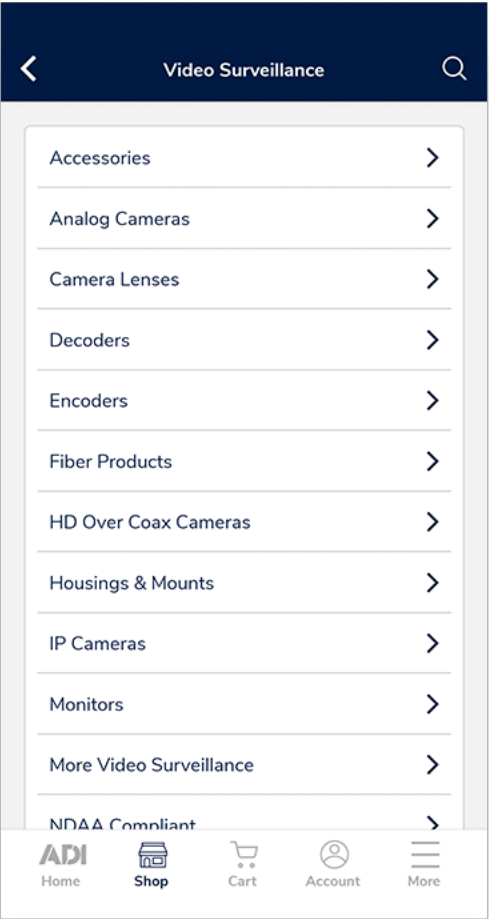 Video Surveillance
Accessories
Analog Cameras
Camera Lenses
Decoders
Encoders
Fiber Products
HD Over Coax Cameras
Housings & Mounts
IP Cameras
Monitors
More Video Surveillance
NDAA Compliant
ADI
Home Shop Cart Account More